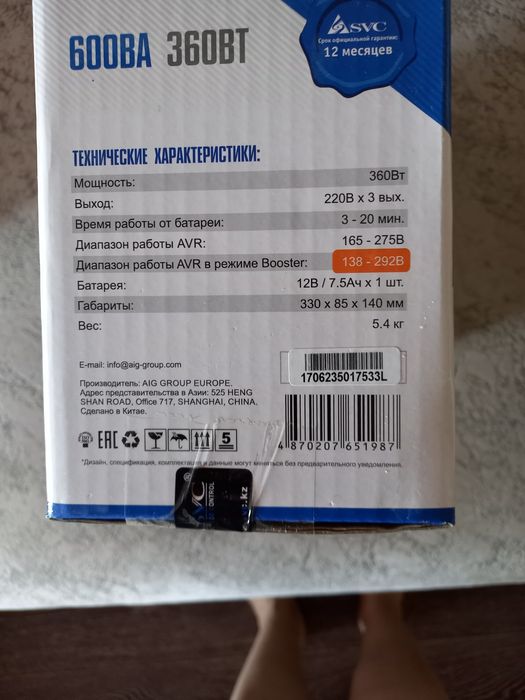 600ВА 360ВТ
SVC
Срок официальной гарантии:
12 месяцев
ТЕХНИЧЕСКИЕ ХАРАКТЕРИСТИКИ:
Мощность: 360Вт
Выход: 220В х 3 вых.
Время работы от батареи: 3 - 20 мин.
Диапазон работы AVR: 165 - 275В
Диапазон работы AVR в режиме Booster: 138 - 292В
Батарея: 12В / 7.5Ач х 1 шт.
Габариты: 330 х 85 х 140 мм
Вес: 5.4 кг
E-mail: info@aig-group.com
1706235017533L
Производитель: AIG GROUP EUROPE.
Адрес представительства в Азии: 525 HENG
SHAN ROAD, Office 717, SHANGHAI, CHINA.
Сделано в Китае.
4 870207 651987
EAC 5
*Дизайн, спецификация, комплектация и данные могут меняться без предварительного уведомления.
VC
CONTROL
.kz